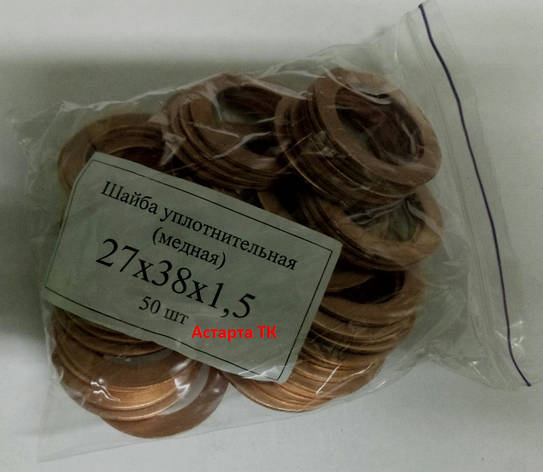 Шайба уплотнительная
(медная)
27х38х1,5
50 шт
Астарта ТК